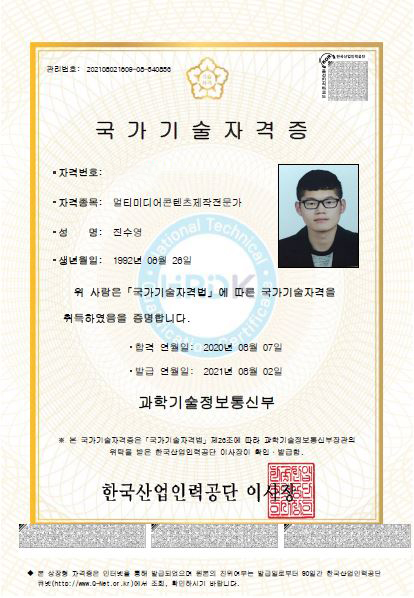 관리번호: 202108021609-08-640856
국가기술자격증
자격번호:
자격종목: 멀티미디어콘텐츠제작전문가
성 명: 진수영
생년월일: 1992년 06월 26일
위 사람은「국가기술자격법」에 따른 국가기술자격을
취득하였음을 증명합니다.
합격 연월일: 2020년 08월 07일
발급 연월일: 2021년 08월 02일
과학기술정보통신부
※ 본 국가기술자격증은「국가기술자격법」제26조에 따라 과학기술정보통신부장관의
위탁을 받은 한국산업인력공단 이사장이 확인·발급함.
한국산업인력공단 이사장
◆ 본 상장형 자격증은 인터넷을 통해 발급되었으며 원본의 진위여부는 발급일로부터 90일간 한국산업인력공단
큐넷(http://www.Q-Net.or.kr)에서 조회, 확인하시기 바랍니다.